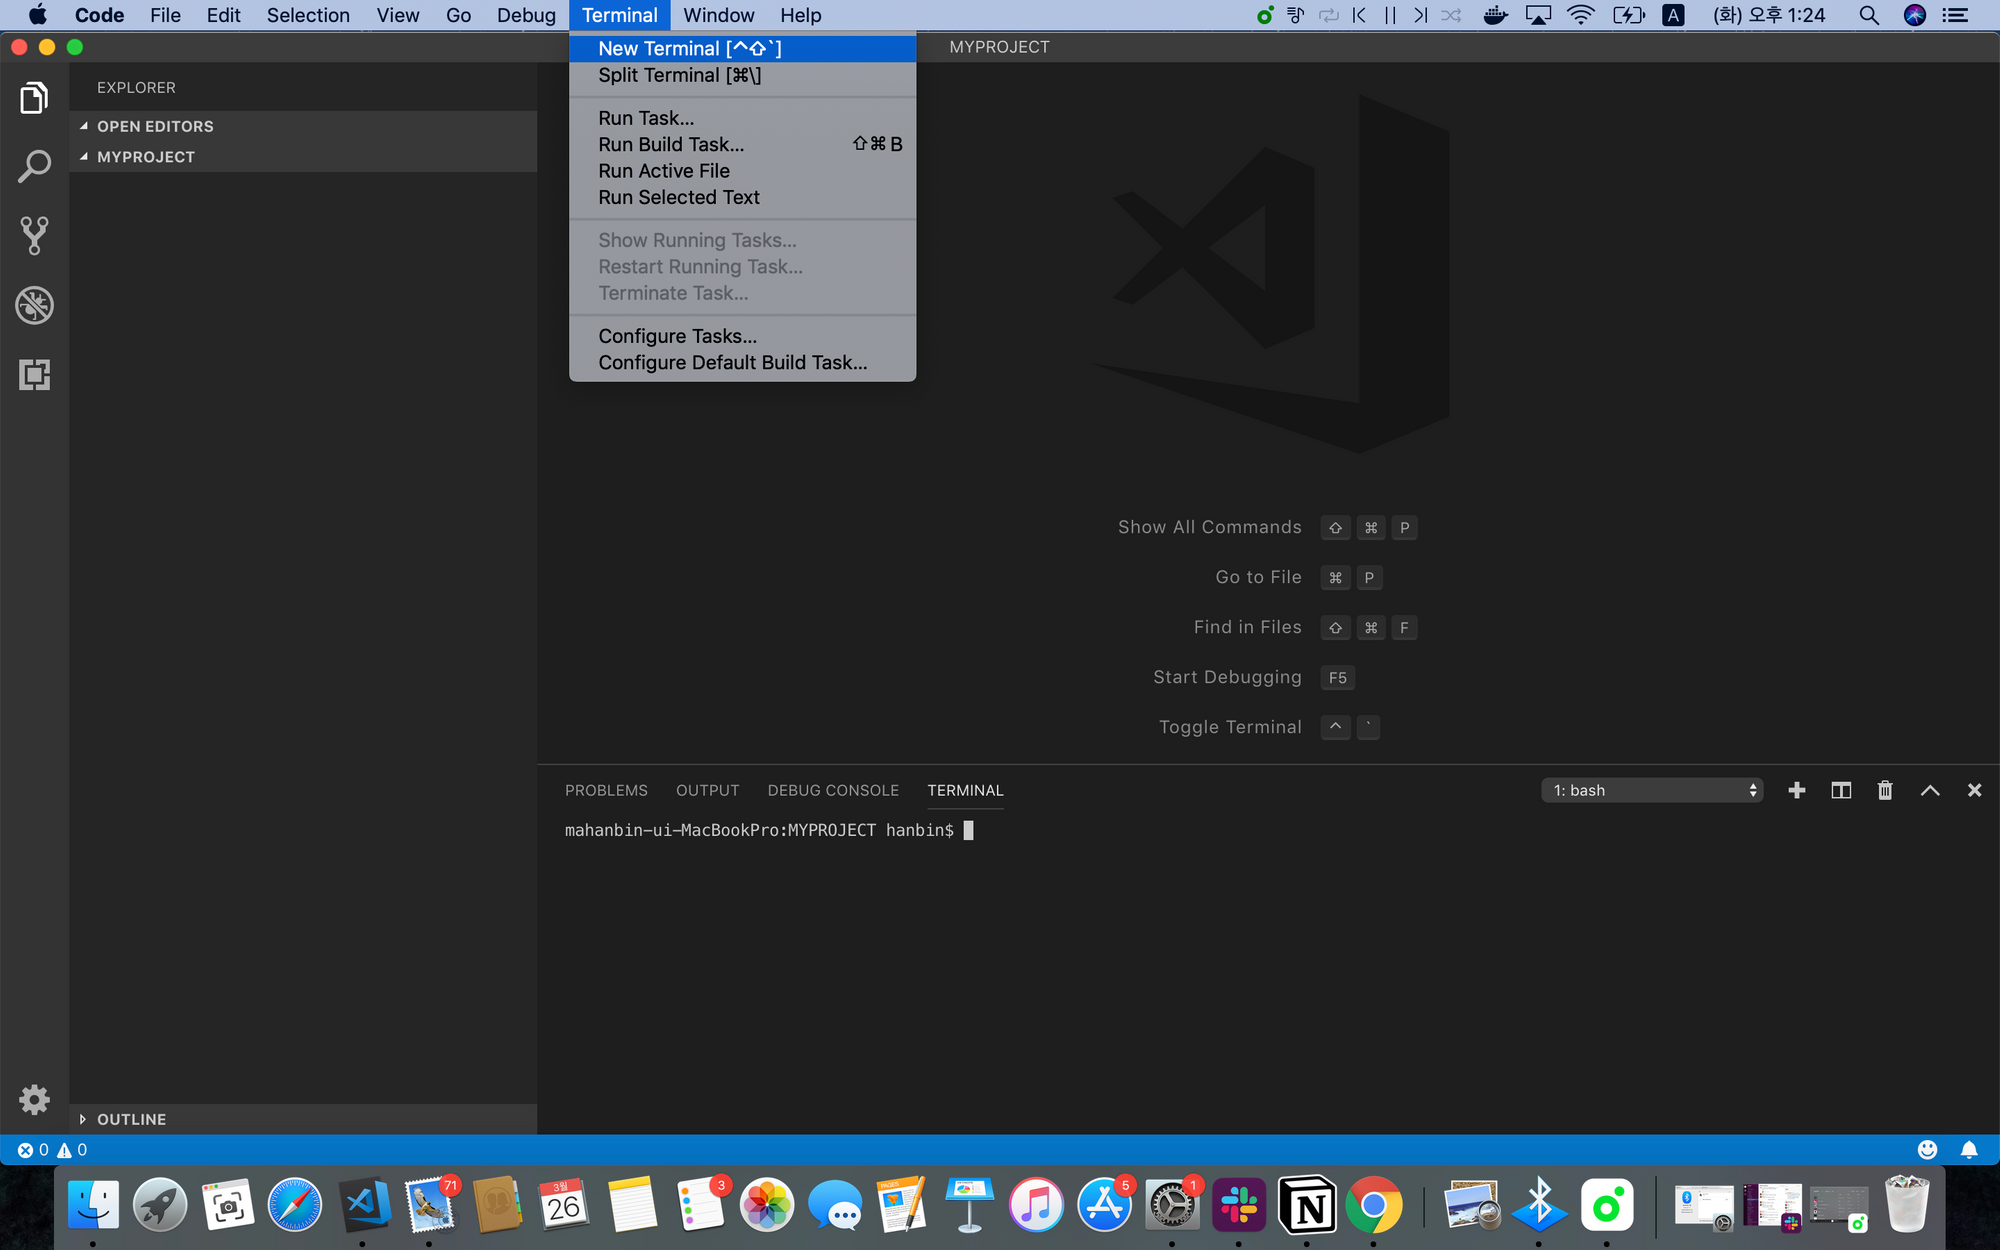 Code File Edit Selection View Go Debug Terminal Window Help A (화) 오후 1:24
MYPROJECT
New Terminal [^⇧`]
Split Terminal [⌘\]
Run Task...
Run Build Task... ⇧⌘B
Run Active File
Run Selected Text
Show Running Tasks...
Restart Running Task...
Terminate Task...
Configure Tasks...
Configure Default Build Task...
EXPLORER
OPEN EDITORS
MYPROJECT
OUTLINE
Show All Commands ⇧ ⌘ P
Go to File ⌘ P
Find in Files ⇧ ⌘ F
Start Debugging F5
Toggle Terminal ^ `
PROBLEMS OUTPUT DEBUG CONSOLE TERMINAL 1: bash
mahanbin-ui-MacBookPro:MYPROJECT hanbin$
0 0
71 3월 26 PAGES 3 5 1 N